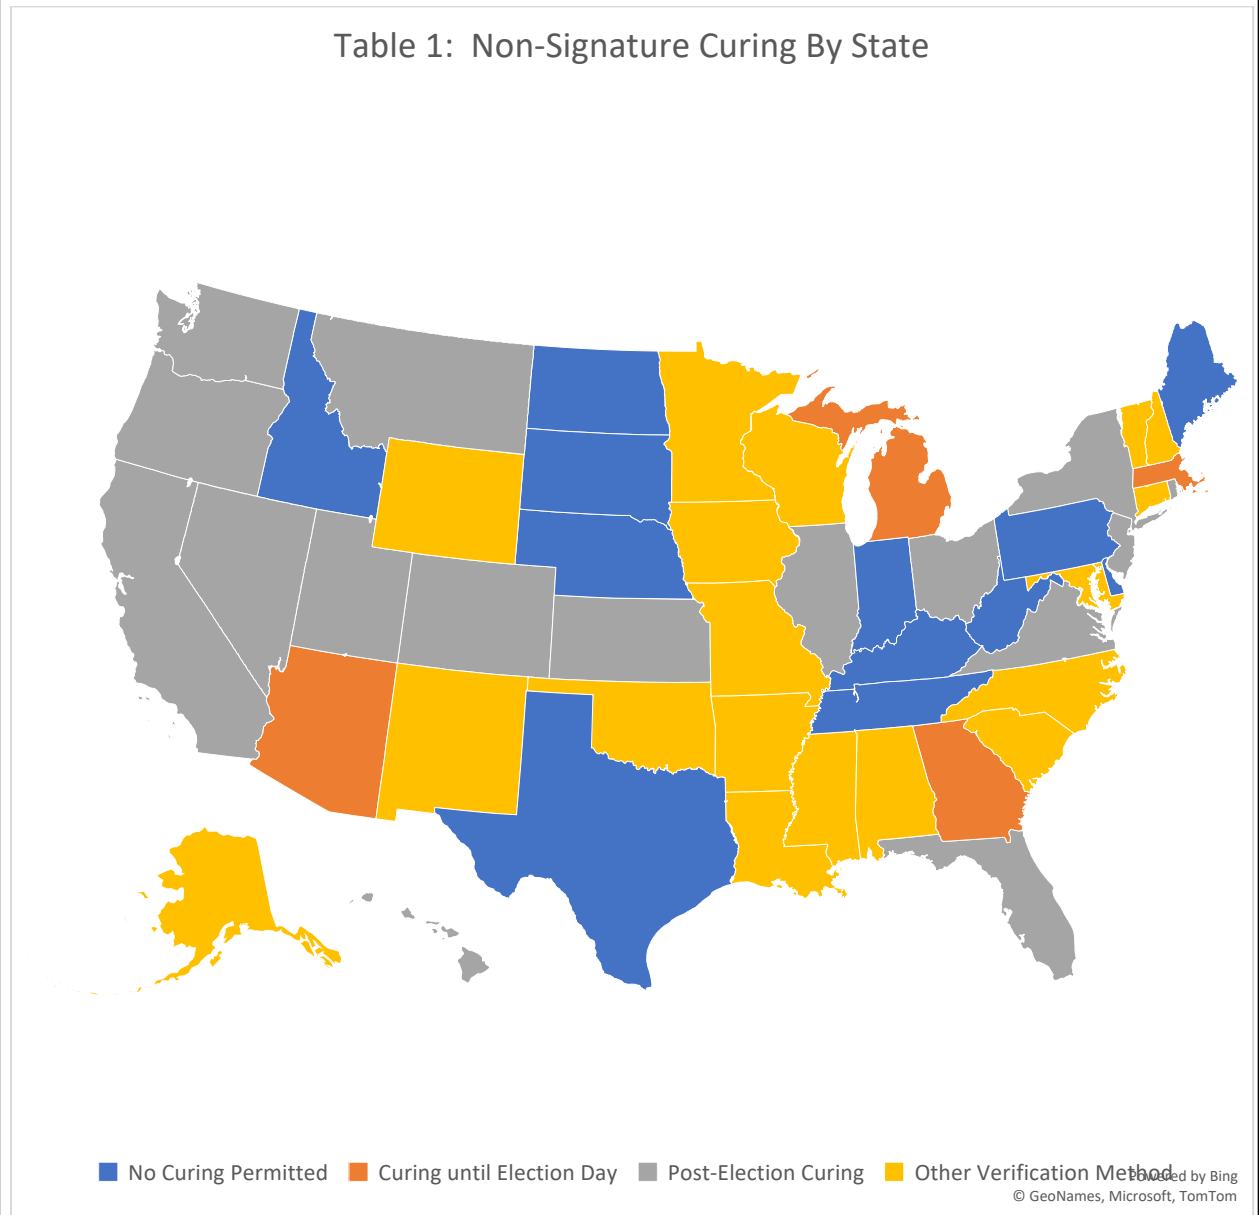 Table 1:  Non-Signature Curing By State
No Curing Permitted
Curing until Election Day
Post-Election Curing
Other Verification Method
Powered by Bing
© GeoNames, Microsoft, TomTom